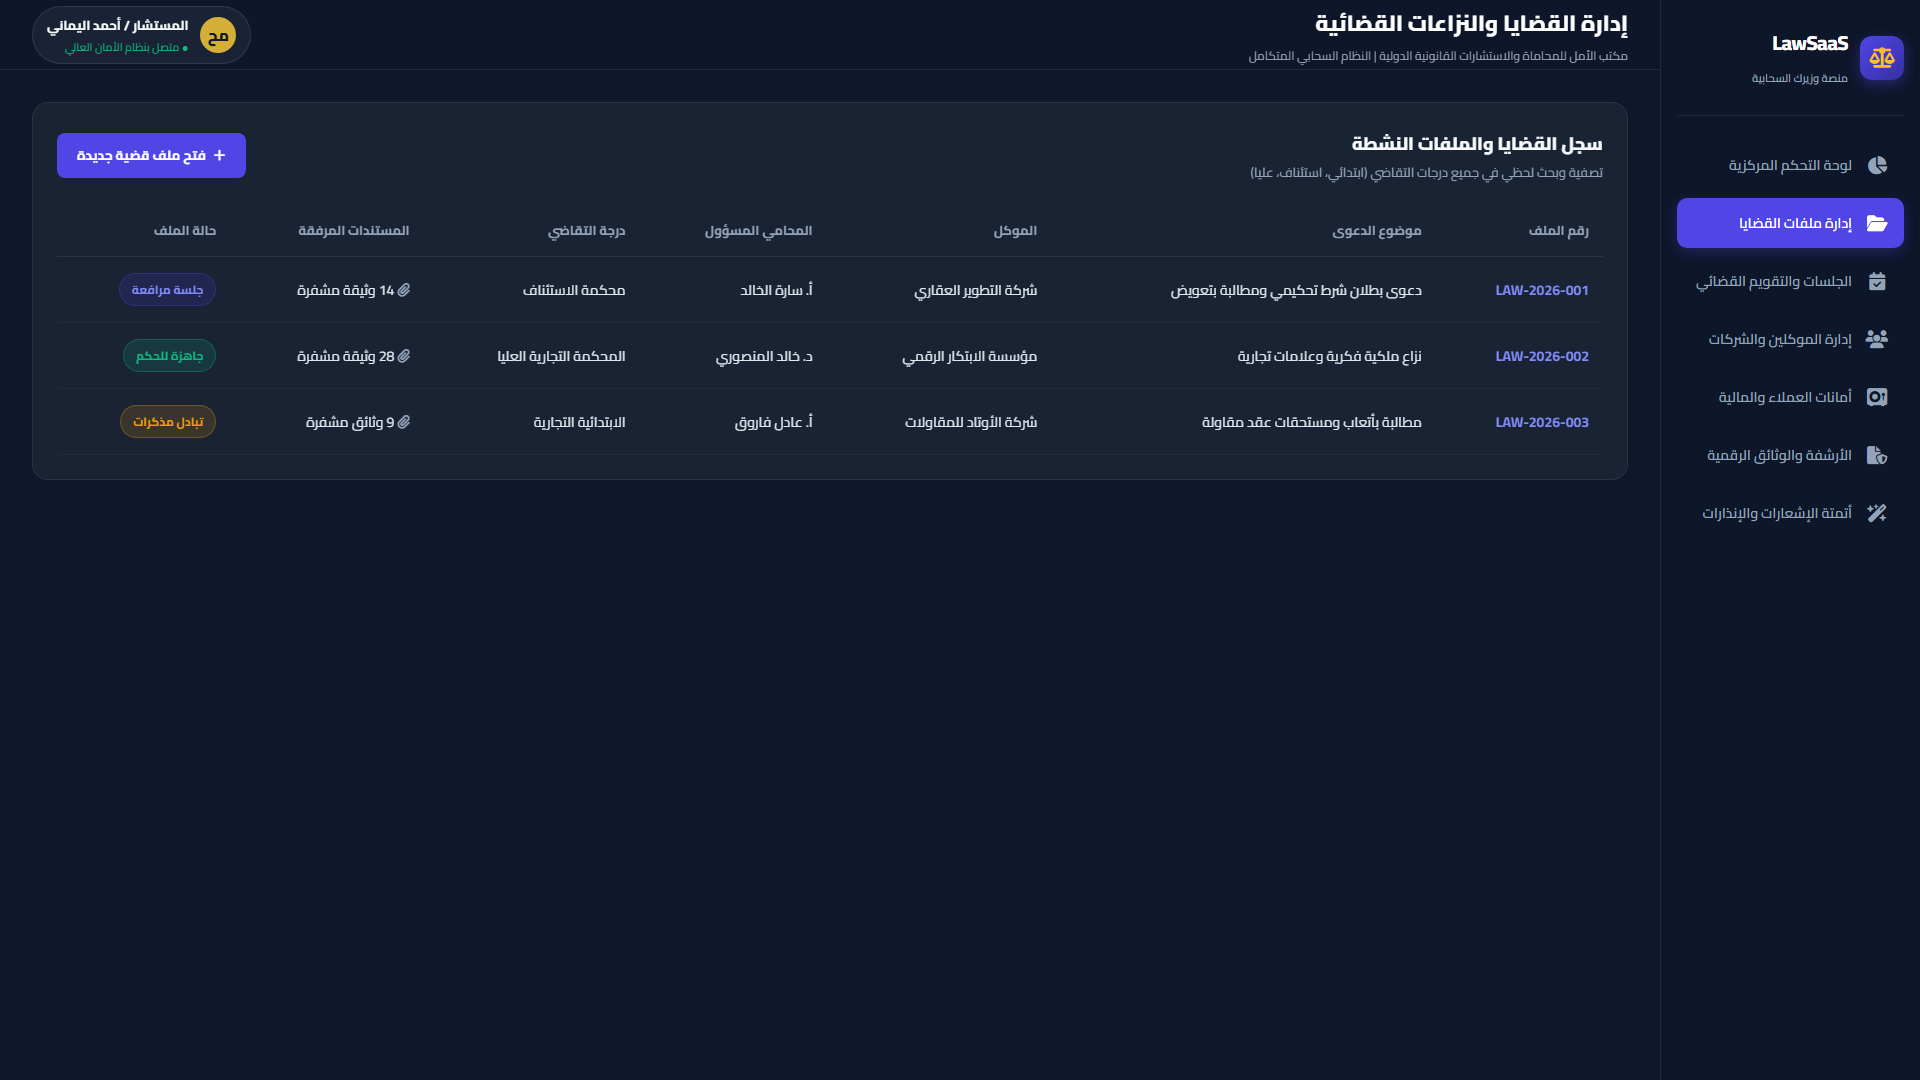 LawSaaS
منصة وزيرك السحابية
لوحة التحكم المركزية
إدارة ملفات القضايا
الجلسات والتقويم القضائي
إدارة الموكلين والشركات
أمانات العملاء والمالية
الأرشفة والوثائق الرقمية
أتمتة الإشعارات والإنذارات
إدارة القضايا والنزاعات القضائية
مكتب الأمل للمحاماة والاستشارات القانونية الدولية | النظام السحابي المتكامل
مح
المستشار / أحمد اليماني
● متصل بنظام الأمان العالي
سجل القضايا والملفات النشطة
تصفية وبحث لحظي في جميع درجات التقاضي (ابتدائي، استئناف، عليا)
+ فتح ملف قضية جديدة
رقم الملف موضوع الدعوى الموكل المحامي المسؤول درجة التقاضي المستندات المرفقة حالة الملف
LAW-2026-001 دعوى بطلان شرط تحكيمي ومطالبة بتعويض شركة التطوير العقاري أ. سارة الخالد محكمة الاستئناف 14 وثيقة مشفرة جلسة مرافعة
LAW-2026-002 نزاع ملكية فكرية وعلامات تجارية مؤسسة الابتكار الرقمي د. خالد المنصوري المحكمة التجارية العليا 28 وثيقة مشفرة جاهزة للحكم
LAW-2026-003 مطالبة بأتعاب ومستحقات عقد مقاولة شركة الأوتاد للمقاولات أ. عادل فاروق الابتدائية التجارية 9 وثائق مشفرة تبادل مذكرات